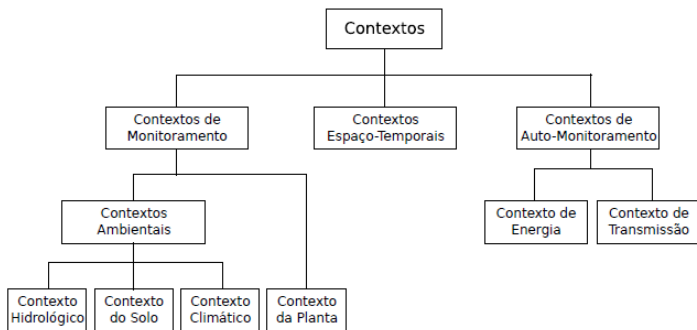 Contextos
Contextos de
Monitoramento
Contextos
Espaço-Temporais
Contextos de
Auto-Monitoramento
Contextos
Ambientais
Contexto de
Energia
Contexto de
Transmissão
Contexto
Hidrológico
Contexto
do Solo
Contexto
Climático
Contexto
da Planta